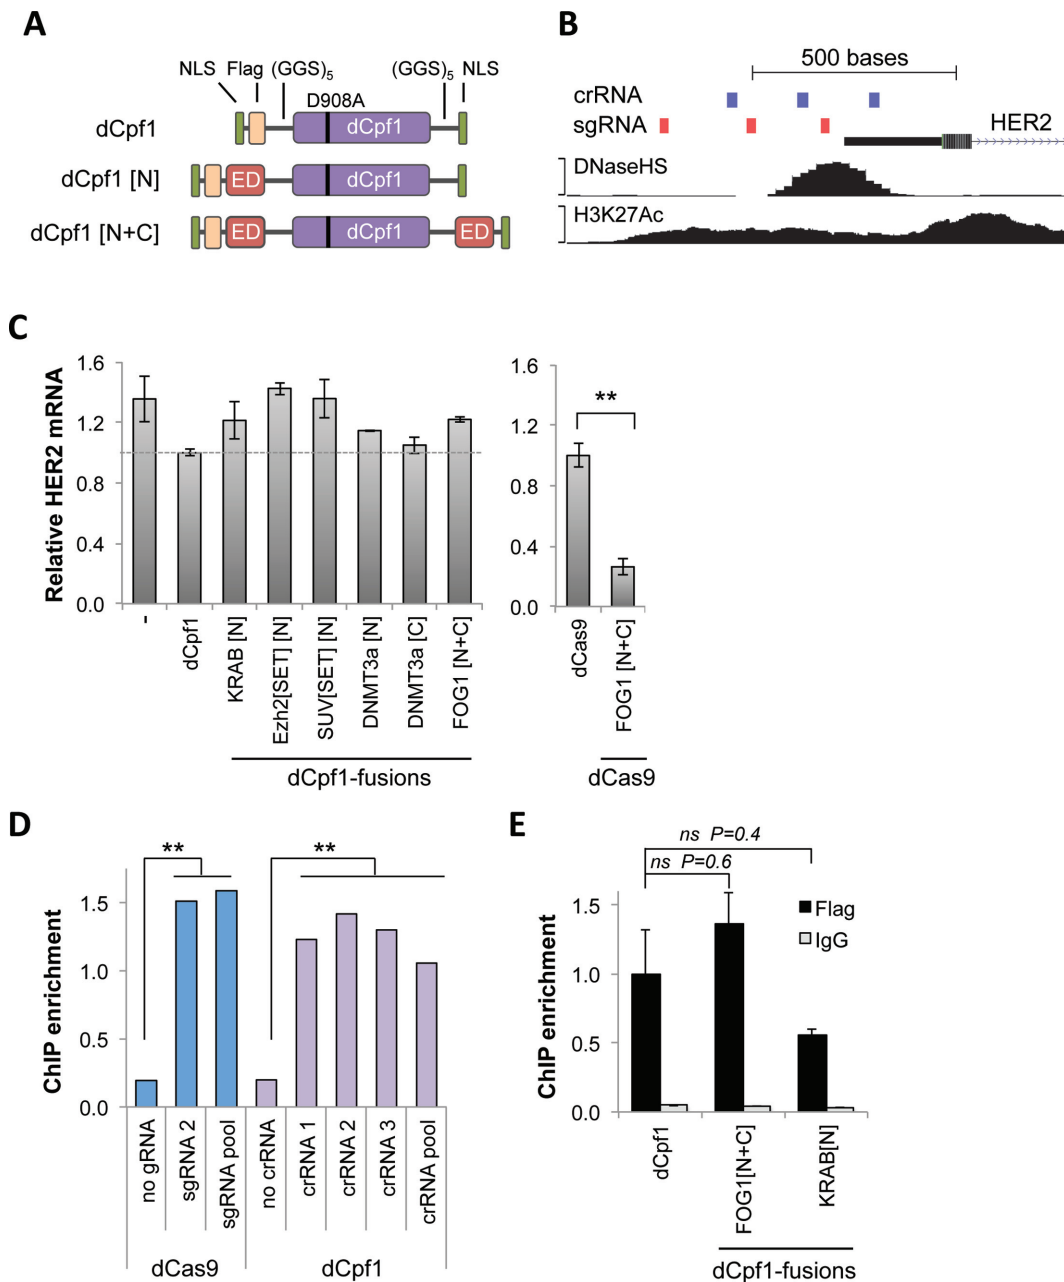 A
NLS Flag (GGS)5 (GGS)5 NLS
D908A
dCpf1 dCpf1
dCpf1 [N] ED dCpf1
dCpf1 [N+C] ED dCpf1 ED
B
500 bases
crRNA
sgRNA HER2
DNaseHS
H3K27Ac
C
Relative HER2 mRNA
1.6
1.2
0.8
0.4
0.0
-
dCpf1
KRAB [N]
Ezh2[SET] [N]
SUV[SET] [N]
DNMT3a [N]
DNMT3a [C]
FOG1 [N+C]
dCpf1-fusions
1.6
1.2
0.8
0.4
0.0
**
dCas9
FOG1 [N+C]
dCas9
D
ChIP enrichment
1.5
1.0
0.5
0.0
**
**
no gRNA
sgRNA 2
sgRNA pool
no crRNA
crRNA 1
crRNA 2
crRNA 3
crRNA pool
dCas9
dCpf1
E
ns P=0.4
ns P=0.6
ChIP enrichment
1.5
1.0
0.5
0.0
Flag
IgG
dCpf1
FOG1[N+C]
KRAB[N]
dCpf1-fusions